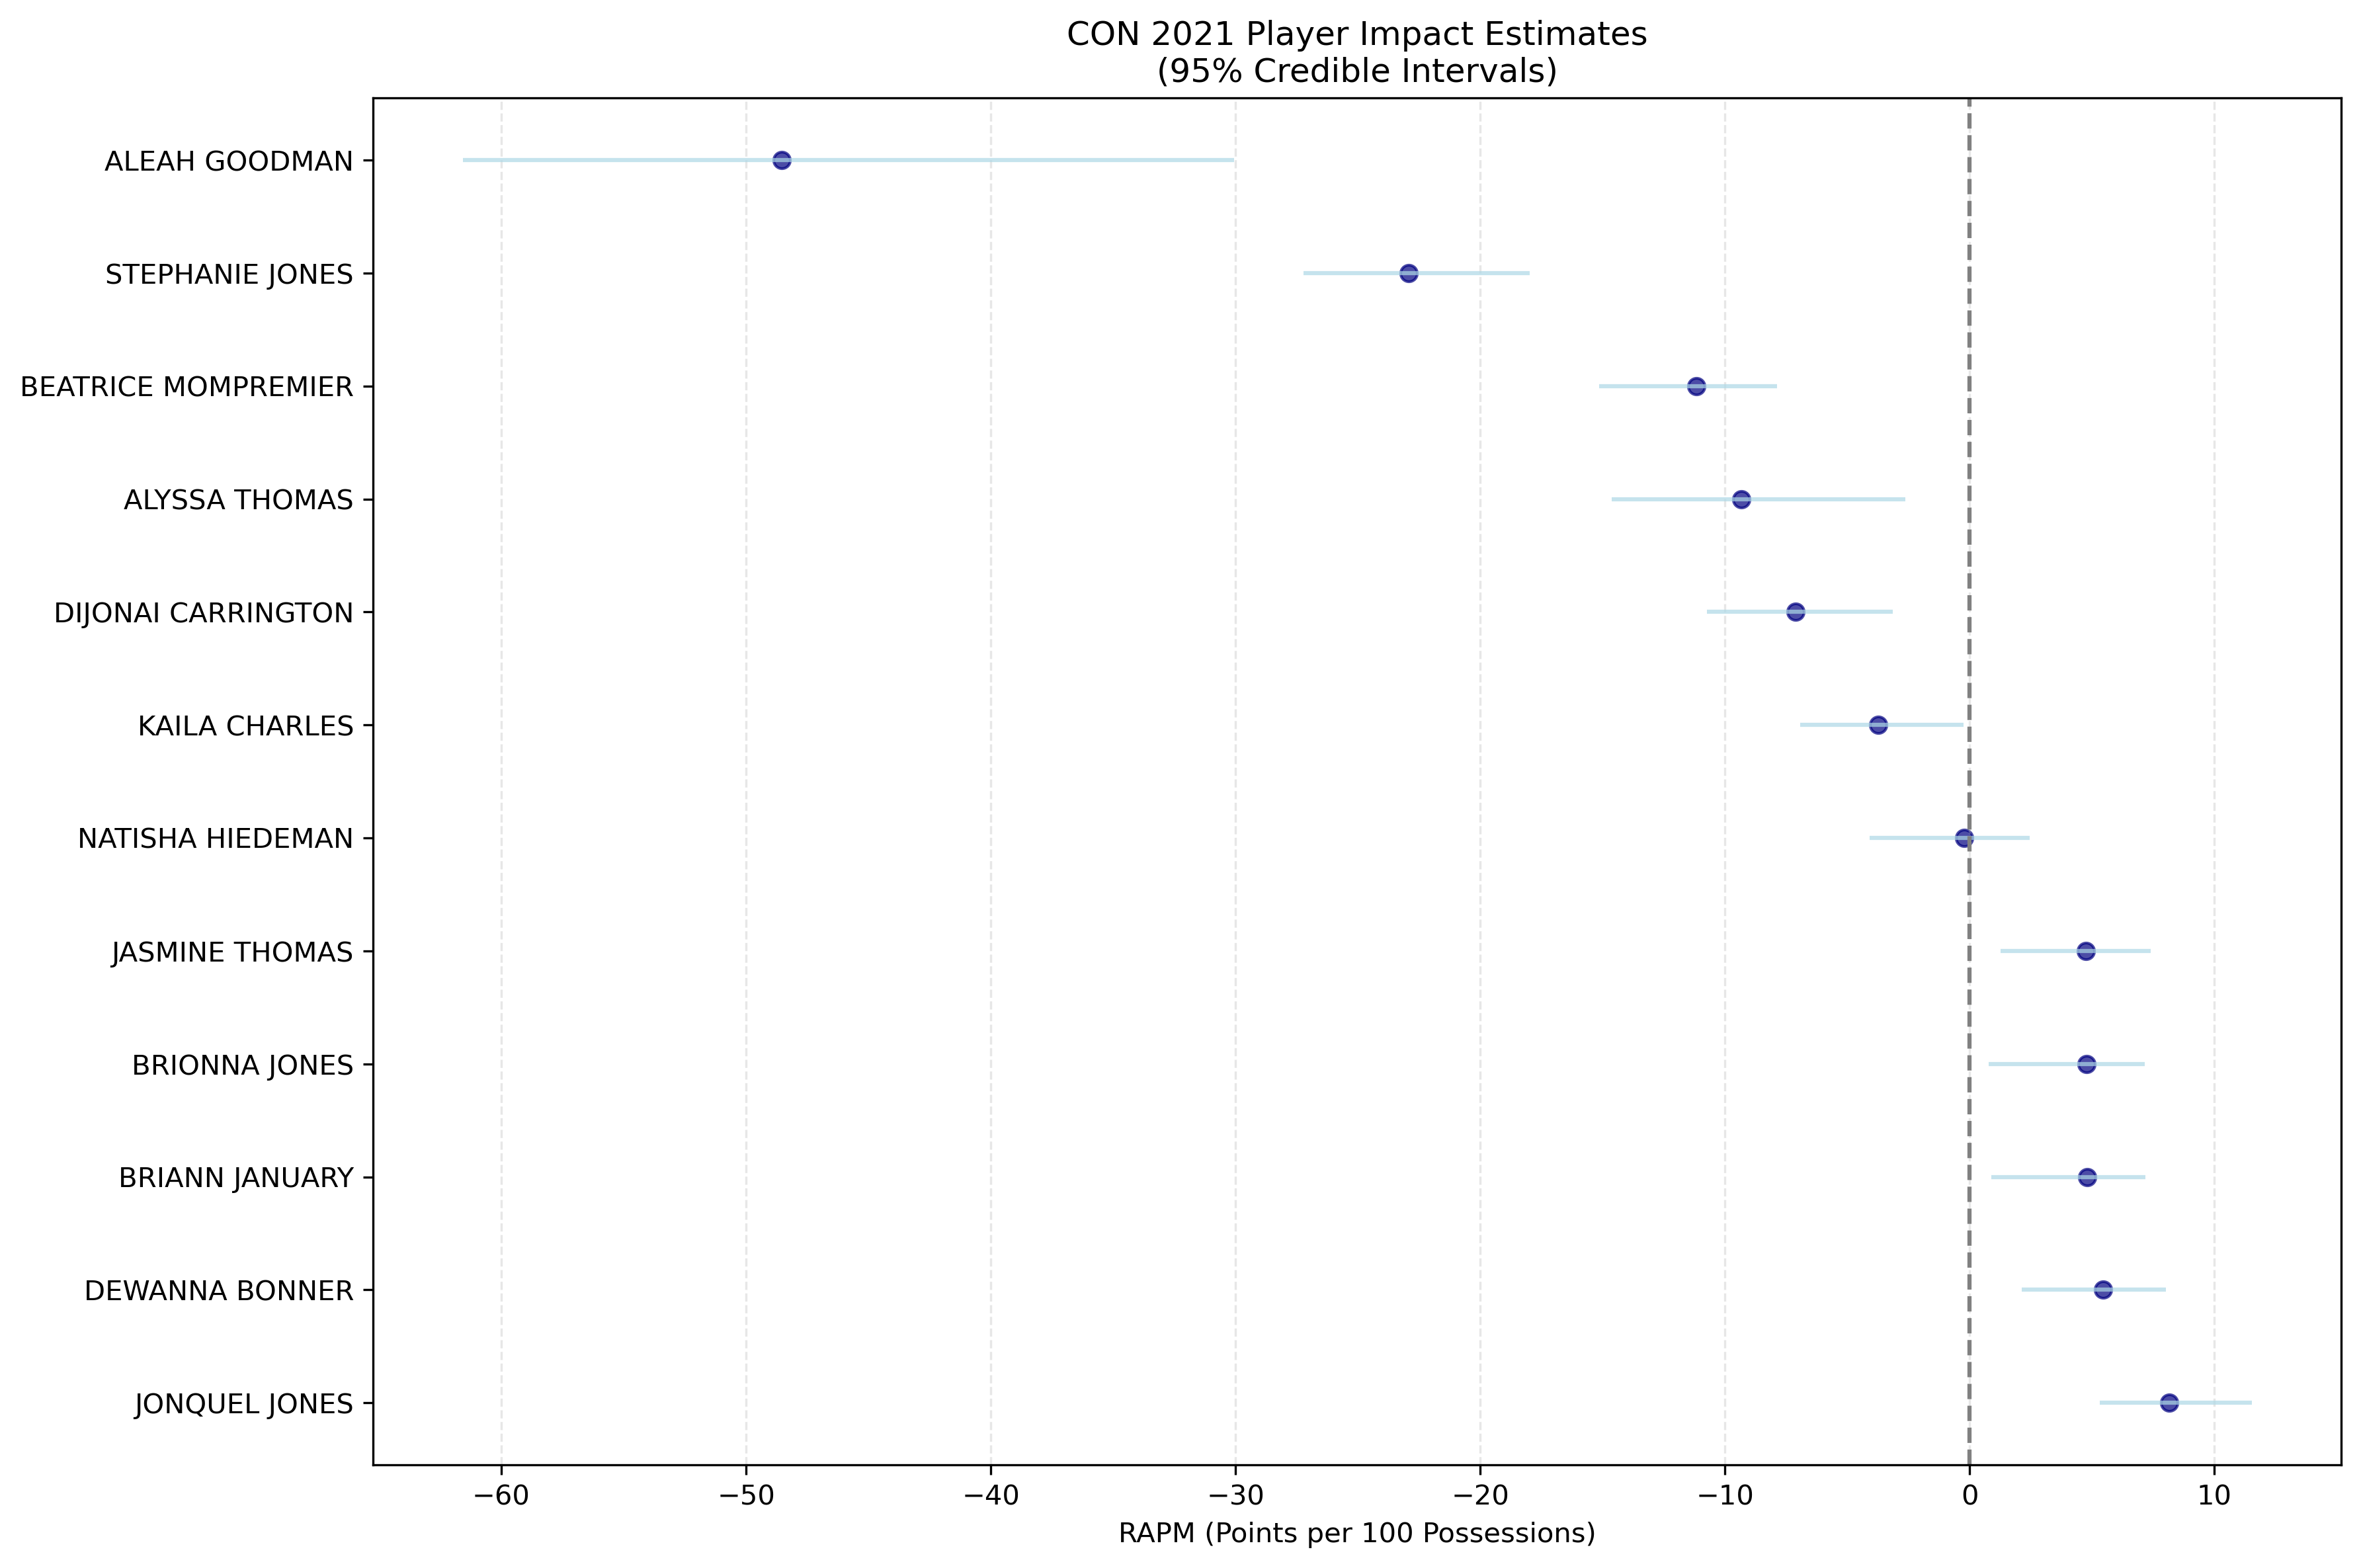 CON 2021 Player Impact Estimates
(95% Credible Intervals)
ALEAH GOODMAN
STEPHANIE JONES
BEATRICE MOMPREMIER
ALYSSA THOMAS
DIJONAI CARRINGTON
KAILA CHARLES
NATISHA HIEDEMAN
JASMINE THOMAS
BRIONNA JONES
BRIANN JANUARY
DEWANNA BONNER
JONQUEL JONES
−60 −50 −40 −30 −20 −10 0 10
RAPM (Points per 100 Possessions)